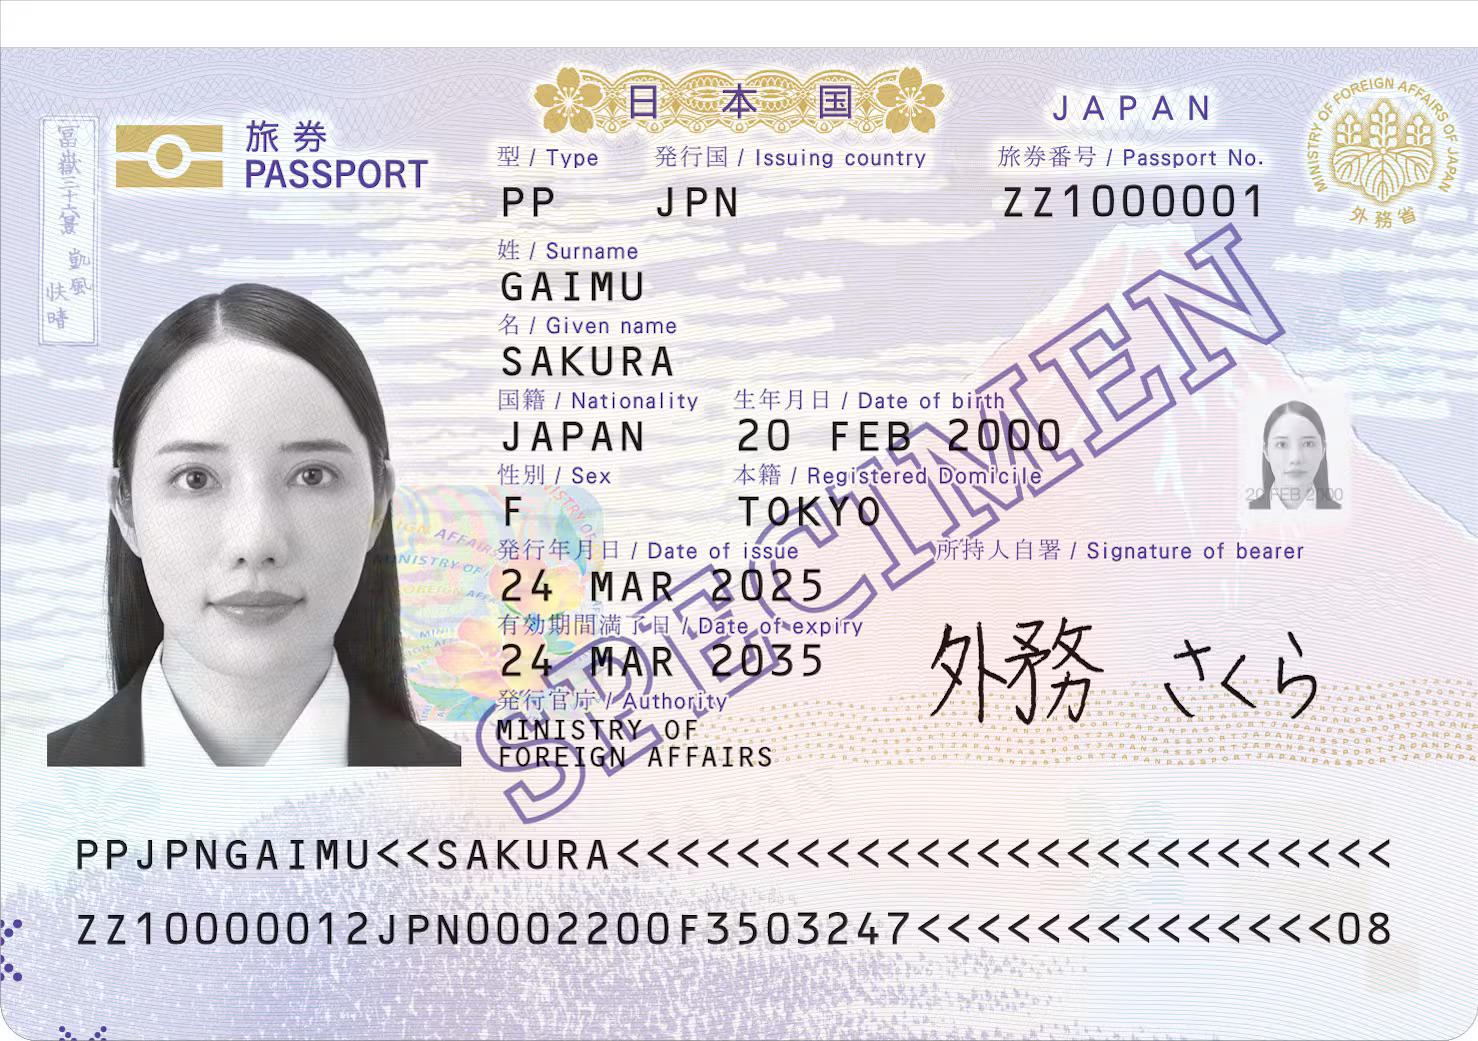 日本国
JAPAN
MINISTRY OF FOREIGN AFFAIRS OF JAPAN
外務省
冨嶽三十六景 凱風快晴
旅券
PASSPORT
型 / Type 発行国 / Issuing country 旅券番号 / Passport No.
PP JPN ZZ1000001
姓 / Surname
GAIMU
名 / Given name
SAKURA
国籍 / Nationality 生年月日 / Date of birth
JAPAN 20 FEB 2000
性別 / Sex 本籍 / Registered Domicile
F TOKYO
20 FEB 2000
発行年月日 / Date of issue 所持人自署 / Signature of bearer
24 MAR 2025
有効期間満了日 / Date of expiry
24 MAR 2035
外務 さくら
発行官庁 / Authority
MINISTRY OF
FOREIGN AFFAIRS
SPECIMEN
PPJPNGAIMU<<SAKURA<<<<<<<<<<<<<<<<<<<<<<<<<<
ZZ10000012JPN0002200F3503247<<<<<<<<<<<<<<08